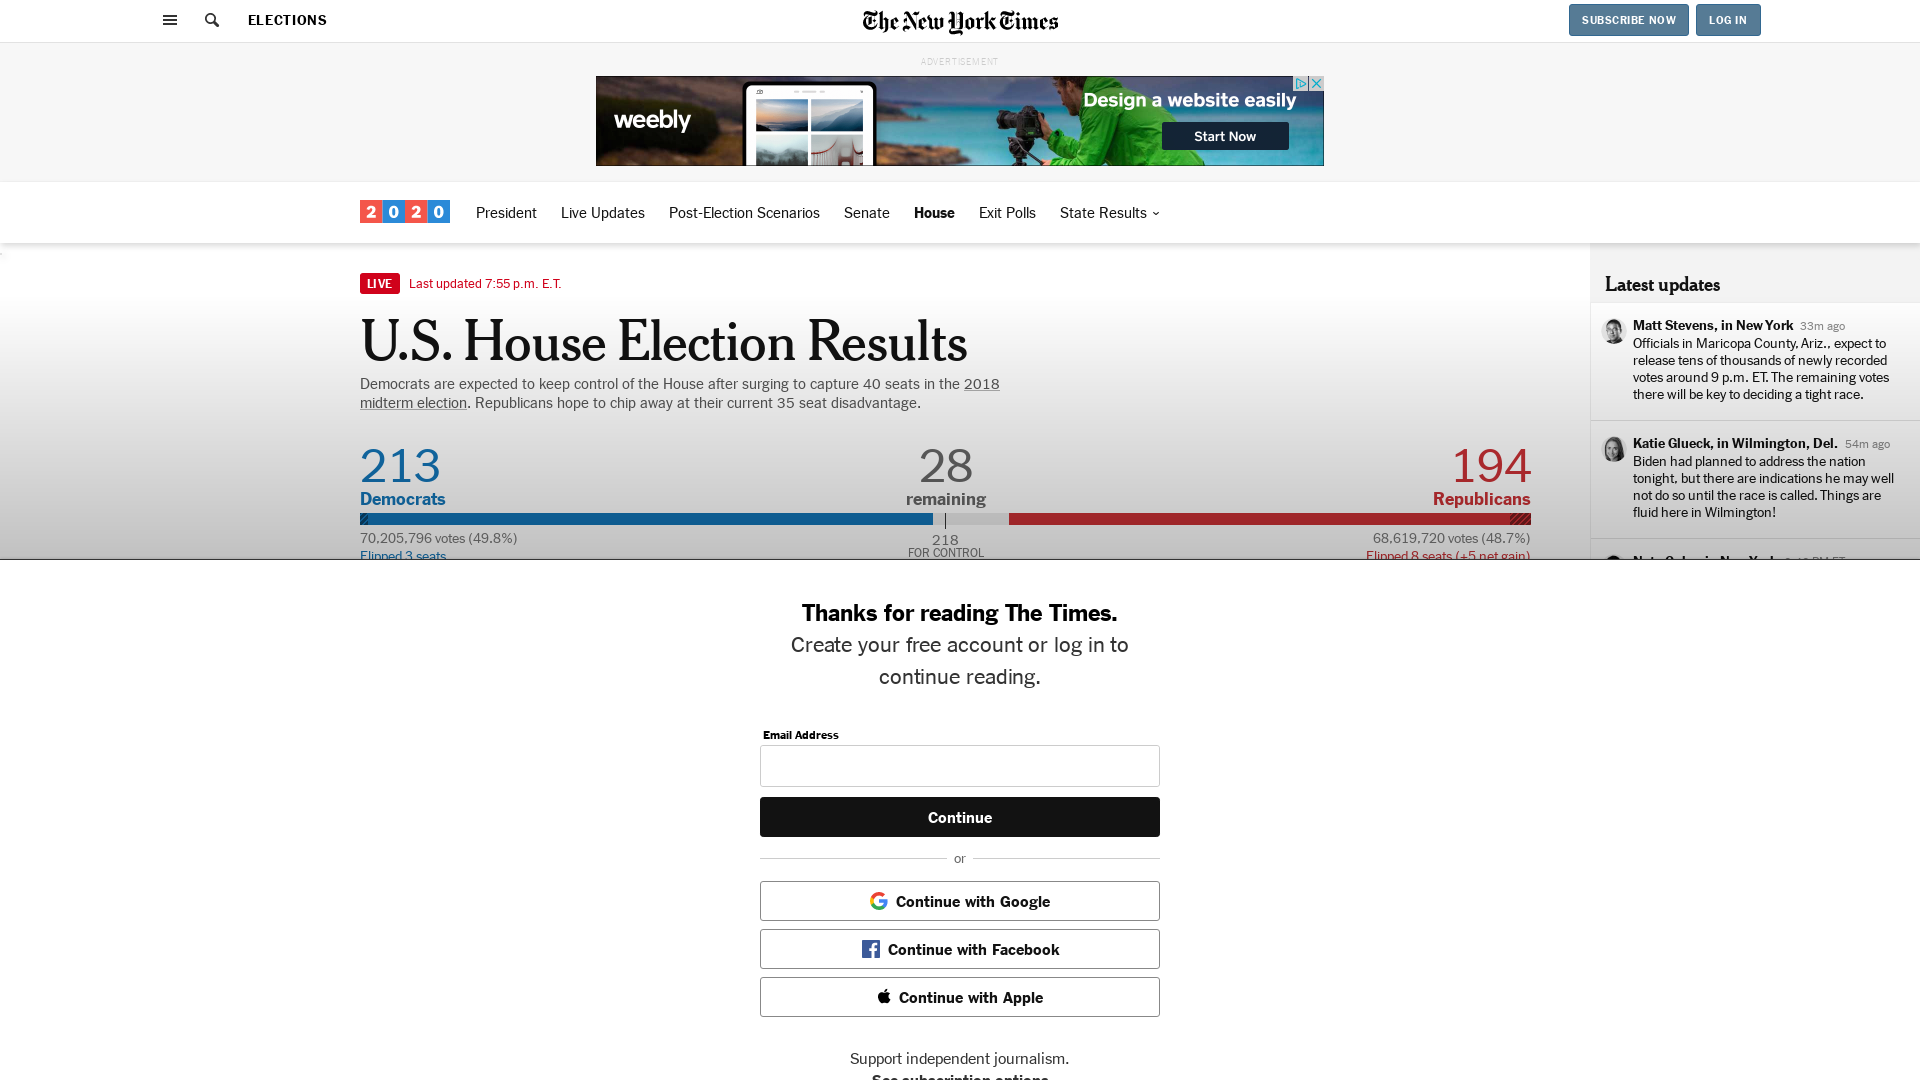 ELECTIONS
The New York Times
SUBSCRIBE NOW
LOG IN
ADVERTISEMENT
weebly
Design a website easily
Start Now
2020
President
Live Updates
Post-Election Scenarios
Senate
House
Exit Polls
State Results
LIVE
Last updated 7:55 p.m. E.T.
U.S. House Election Results
Democrats are expected to keep control of the House after surging to capture 40 seats in the 2018
midterm election. Republicans hope to chip away at their current 35 seat disadvantage.
213
Democrats
28
remaining
194
Republicans
70,205,796 votes (49.8%)
Flipped 3 seats
218
FOR CONTROL
68,619,720 votes (48.7%)
Flipped 8 seats (+5 net gain)
Latest updates
Matt Stevens, in New York 33m ago
Officials in Maricopa County, Ariz., expect to
release tens of thousands of newly recorded
votes around 9 p.m. ET. The remaining votes
there will be key to deciding a tight race.
Katie Glueck, in Wilmington, Del. 54m ago
Biden had planned to address the nation
tonight, but there are indications he may well
not do so until the race is called. Things are
fluid here in Wilmington!
Thanks for reading The Times.
Create your free account or log in to
continue reading.
Email Address
Continue
or
Continue with Google
Continue with Facebook
Continue with Apple
Support independent journalism.
See subscription options